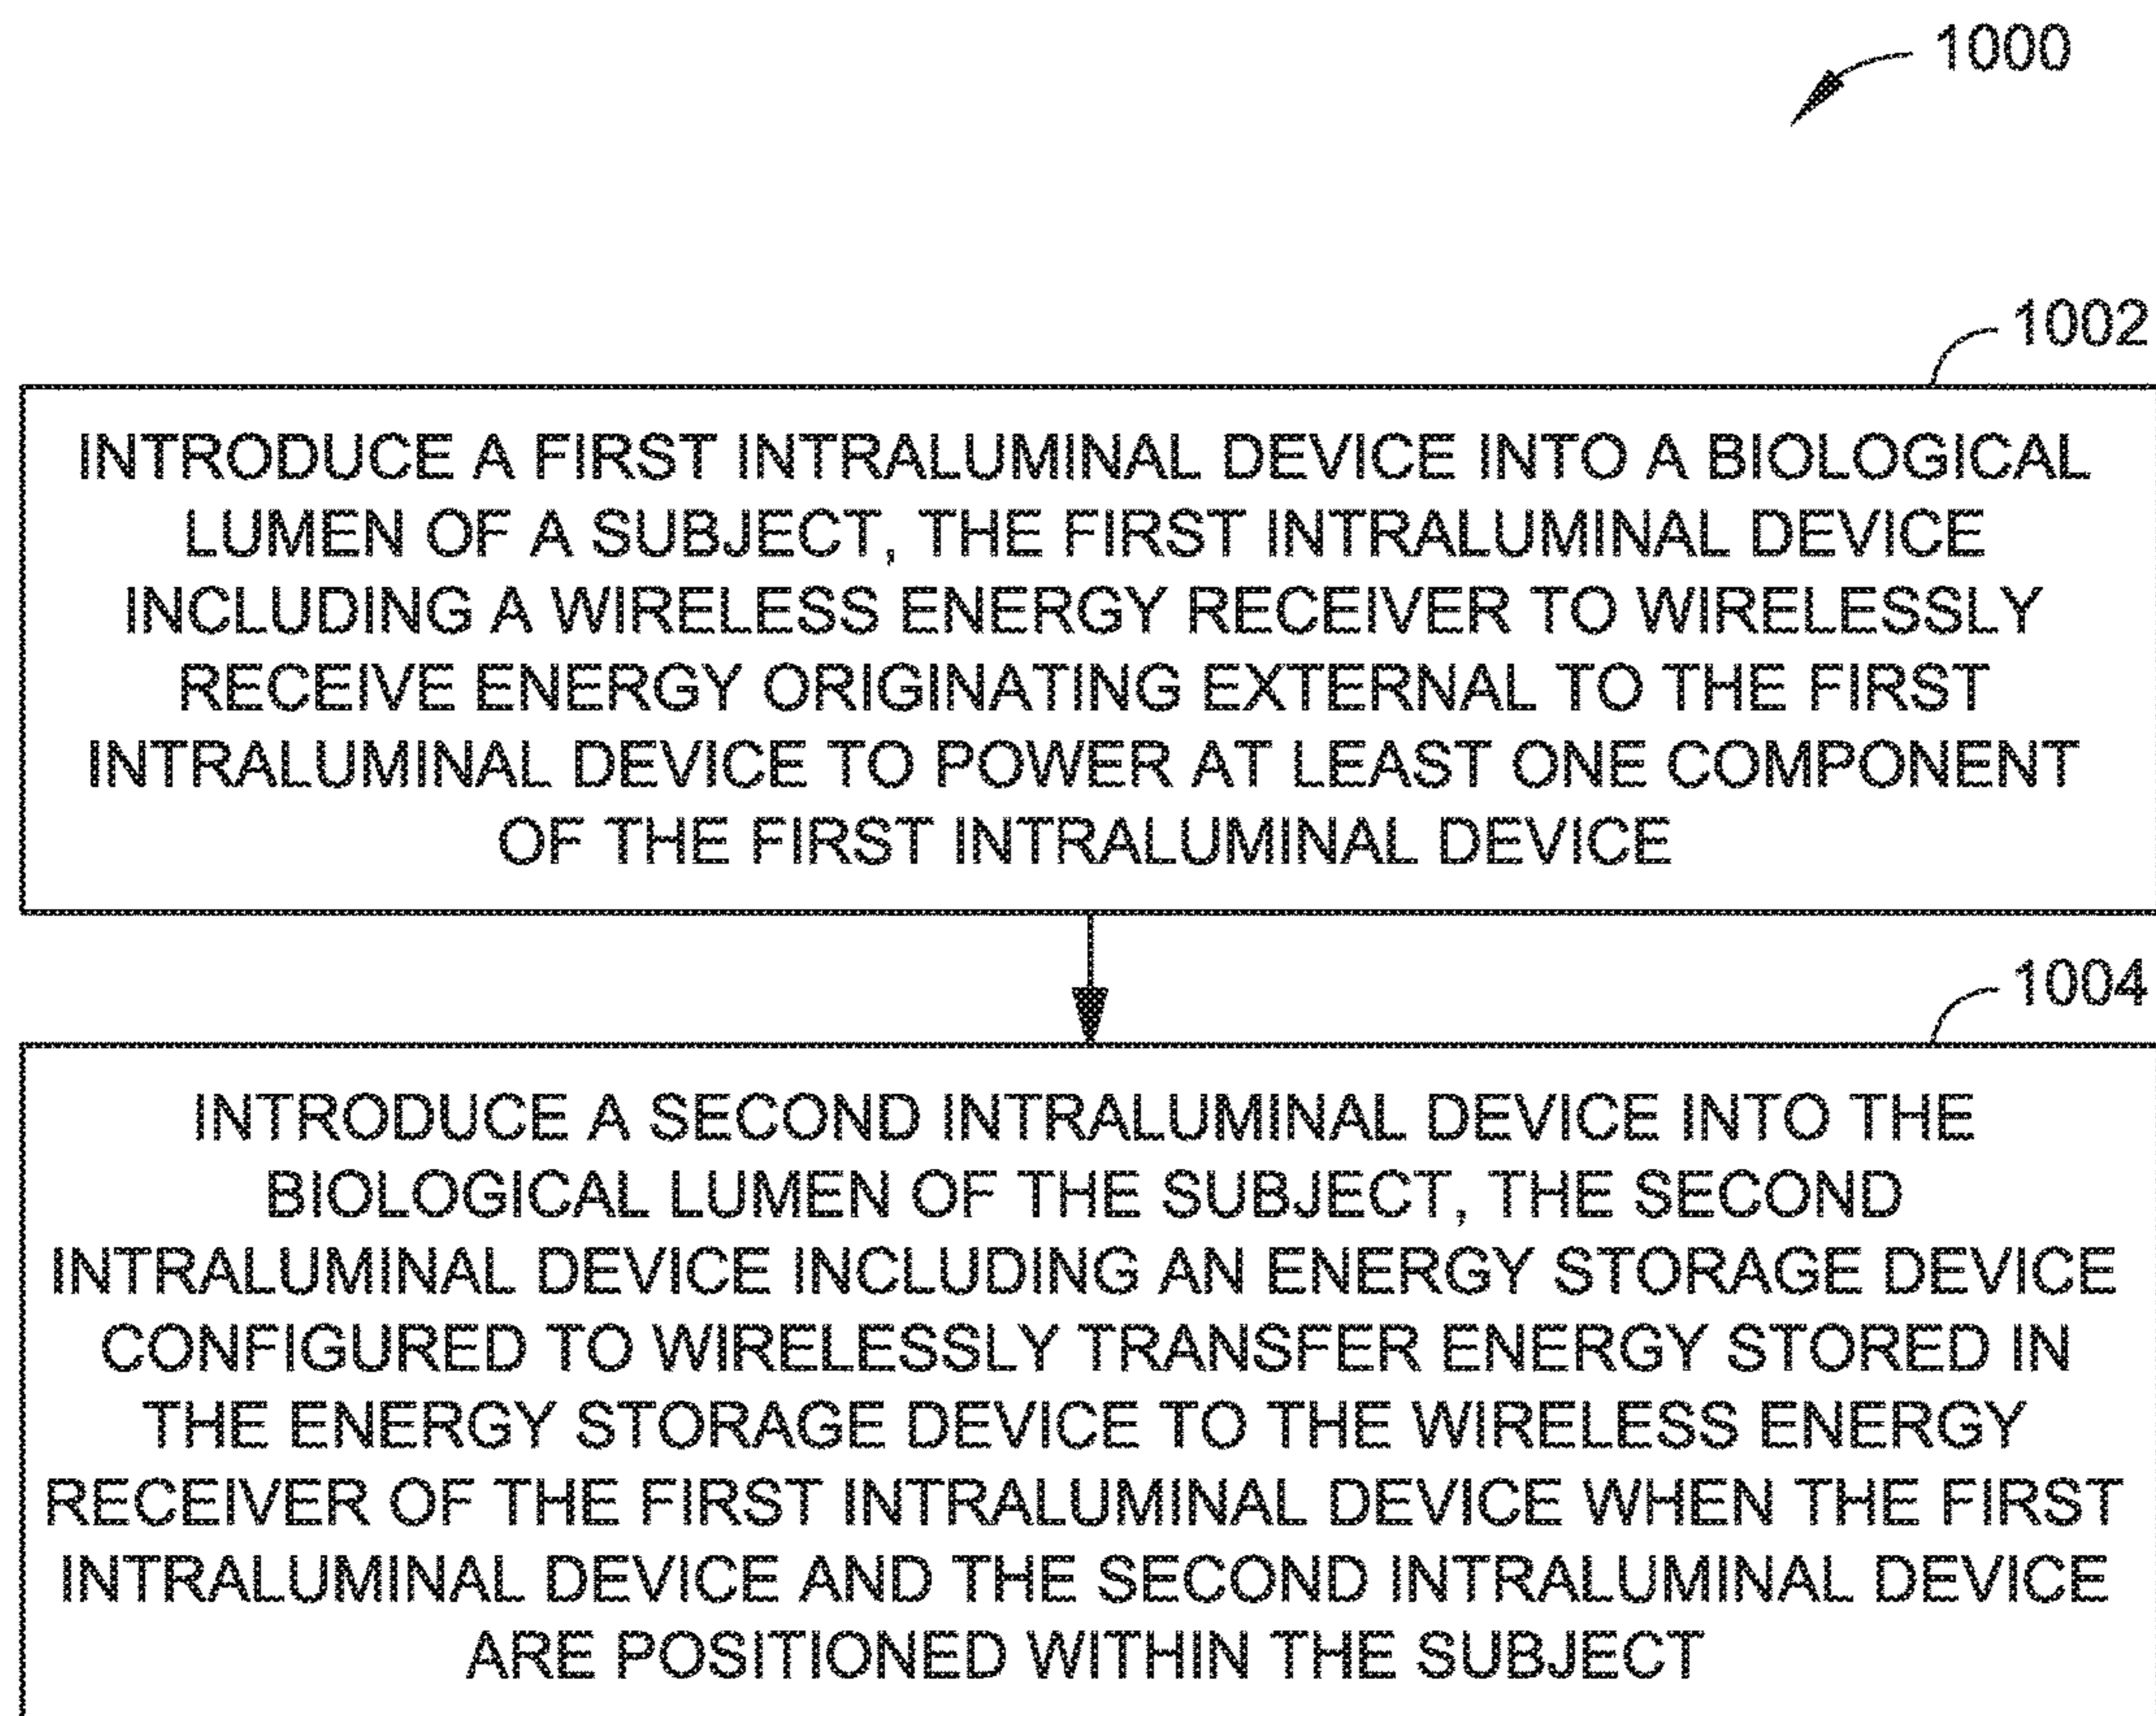 1000
1002
INTRODUCE A FIRST INTRALUMINAL DEVICE INTO A BIOLOGICAL
LUMEN OF A SUBJECT, THE FIRST INTRALUMINAL DEVICE
INCLUDING A WIRELESS ENERGY RECEIVER TO WIRELESSLY
RECEIVE ENERGY ORIGINATING EXTERNAL TO THE FIRST
INTRALUMINAL DEVICE TO POWER AT LEAST ONE COMPONENT
OF THE FIRST INTRALUMINAL DEVICE
1004
INTRODUCE A SECOND INTRALUMINAL DEVICE INTO THE
BIOLOGICAL LUMEN OF THE SUBJECT, THE SECOND
INTRALUMINAL DEVICE INCLUDING AN ENERGY STORAGE DEVICE
CONFIGURED TO WIRELESSLY TRANSFER ENERGY STORED IN
THE ENERGY STORAGE DEVICE TO THE WIRELESS ENERGY
RECEIVER OF THE FIRST INTRALUMINAL DEVICE WHEN THE FIRST
INTRALUMINAL DEVICE AND THE SECOND INTRALUMINAL DEVICE
ARE POSITIONED WITHIN THE SUBJECT